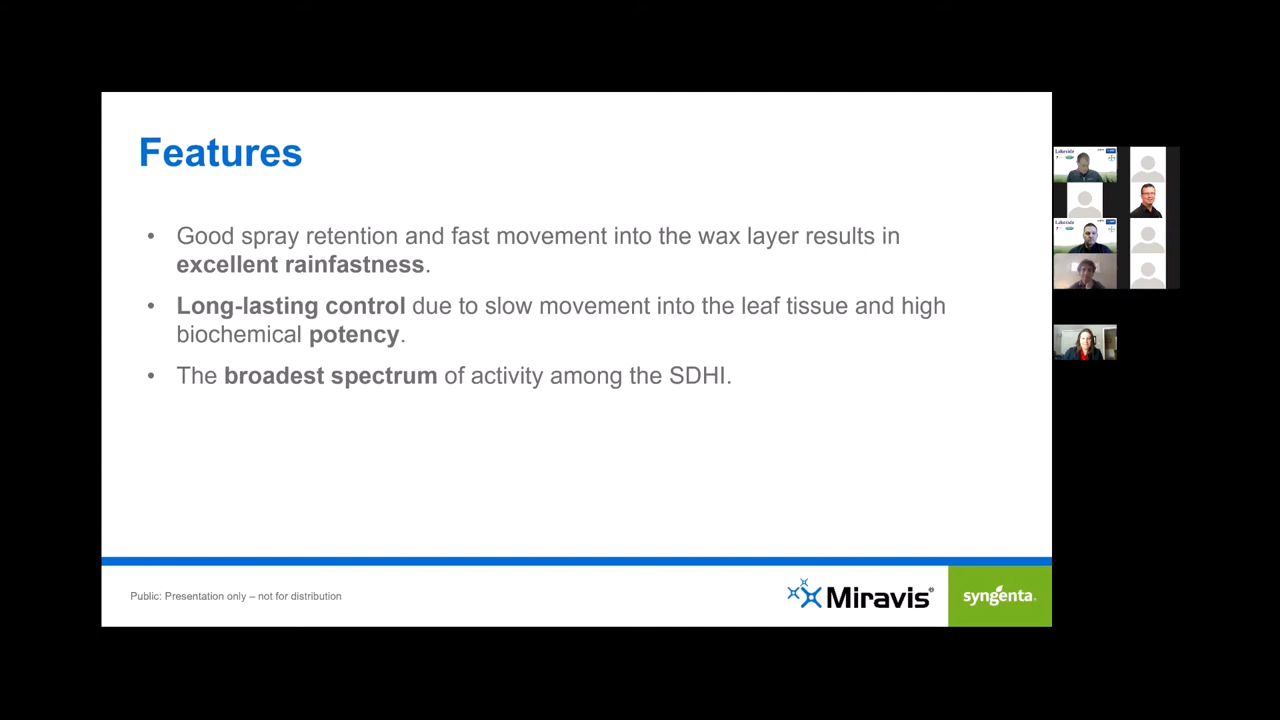 Features
• Good spray retention and fast movement into the wax layer results in
excellent rainfastness.
• Long-lasting control due to slow movement into the leaf tissue and high
biochemical potency.
• The broadest spectrum of activity among the SDHI.
Public: Presentation only – not for distribution
Miravis®
syngenta.
Lakeside
Lakeside